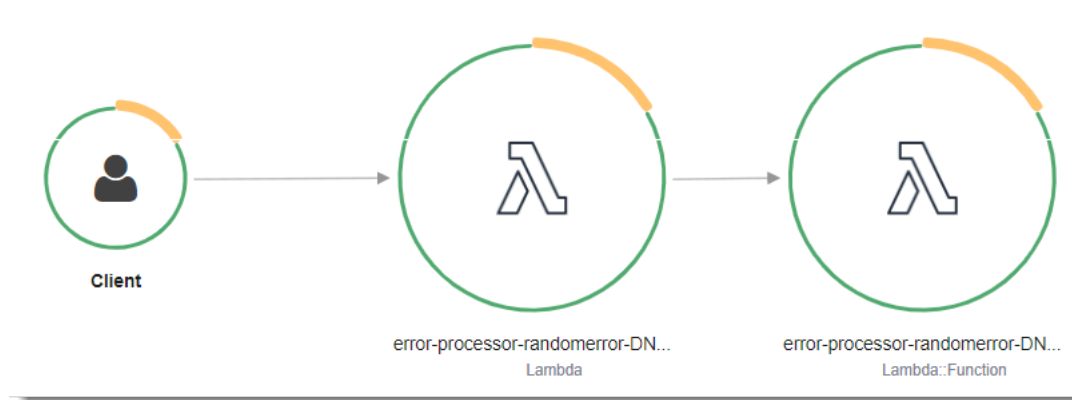 Client
error-processor-randomerror-DN...
Lambda
error-processor-randomerror-DN...
Lambda::Function